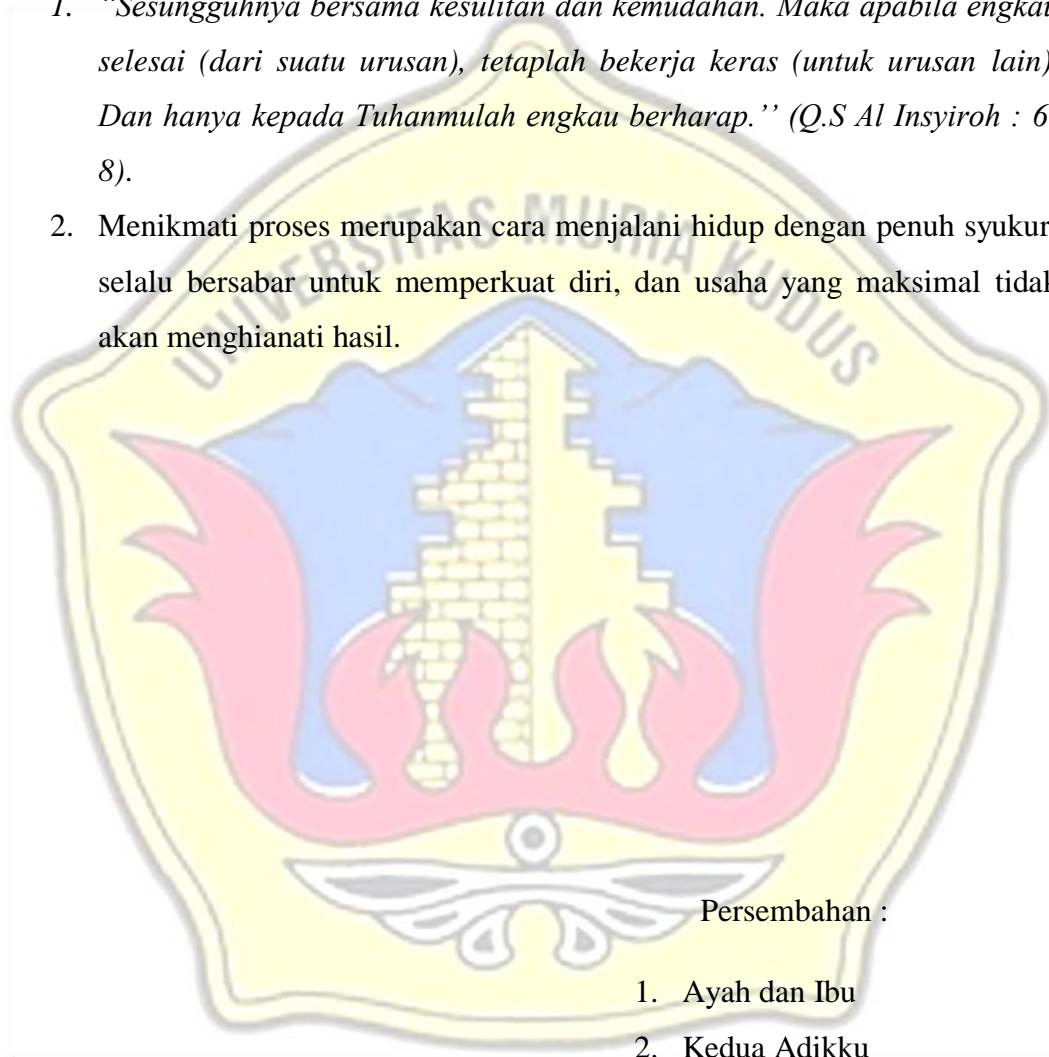 1. "Sesungguhnya bersama kesulitan dan kemudahan. Maka apabila engkau
selesai (dari suatu urusan), tetaplah bekerja keras (untuk urusan lain)
Dan hanya kepada Tuhanmulah engkau berharap.'' (Q.S Al Insyiroh : 6
8).
2. Menikmati proses merupakan cara menjalani hidup dengan penuh syukur
selalu bersabar untuk memperkuat diri, dan usaha yang maksimal tidak
akan menghianati hasil.
UNIVERSITAS MURIA KUDUS
Persembahan :
1. Ayah dan Ibu
2. Kedua Adikku